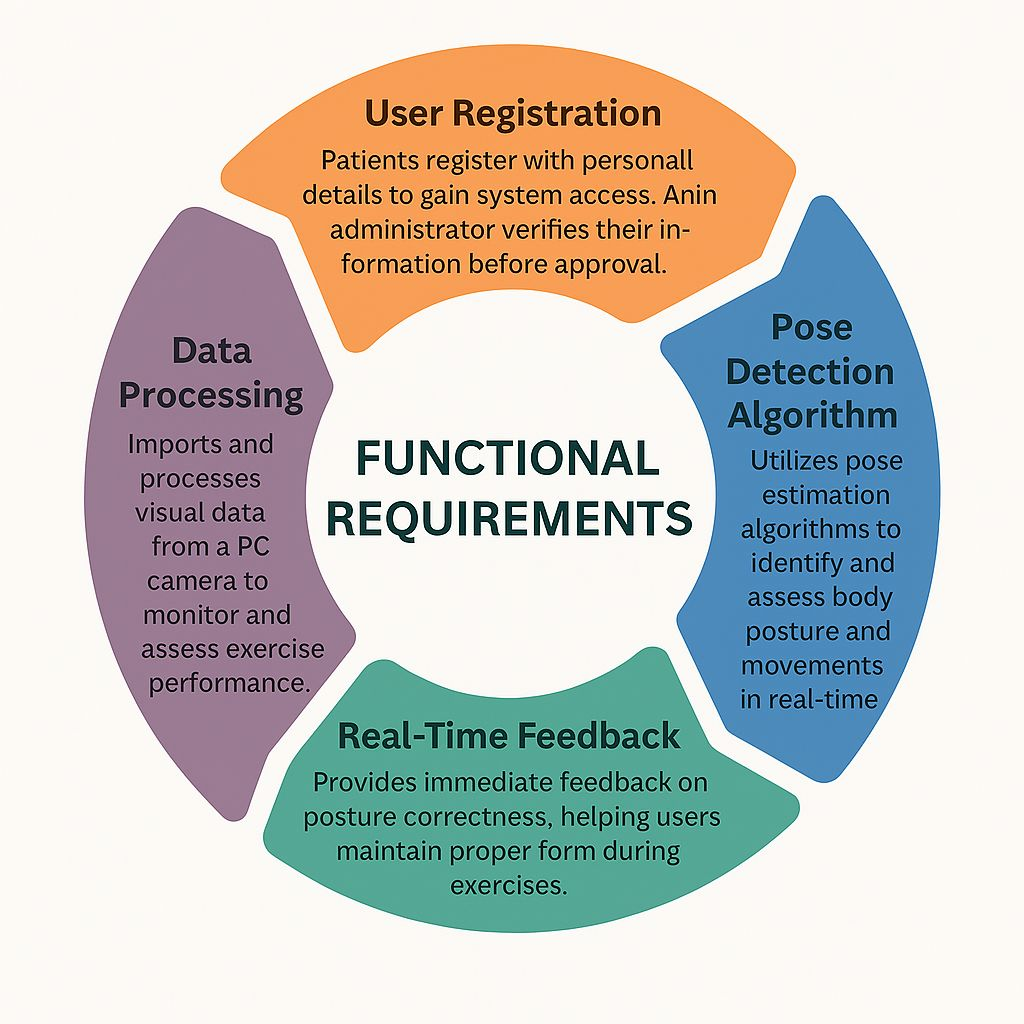 User Registration
Patients register with personall
details to gain system access. Anin
administrator verifies their in-
formation before approval.
Pose
Detection
Algorithm
Utilizes pose
estimation
algorithms to
identify and
assess body
posture and
movements
in real-time
Real-Time Feedback
Provides immediate feedback on
posture correctness, helping users
maintain proper form during
exercises.
Data
Processing
Imports and
processes
visual data
from a PC
camera to
monitor and
assess exercise
performance.
FUNCTIONAL
REQUIREMENTS